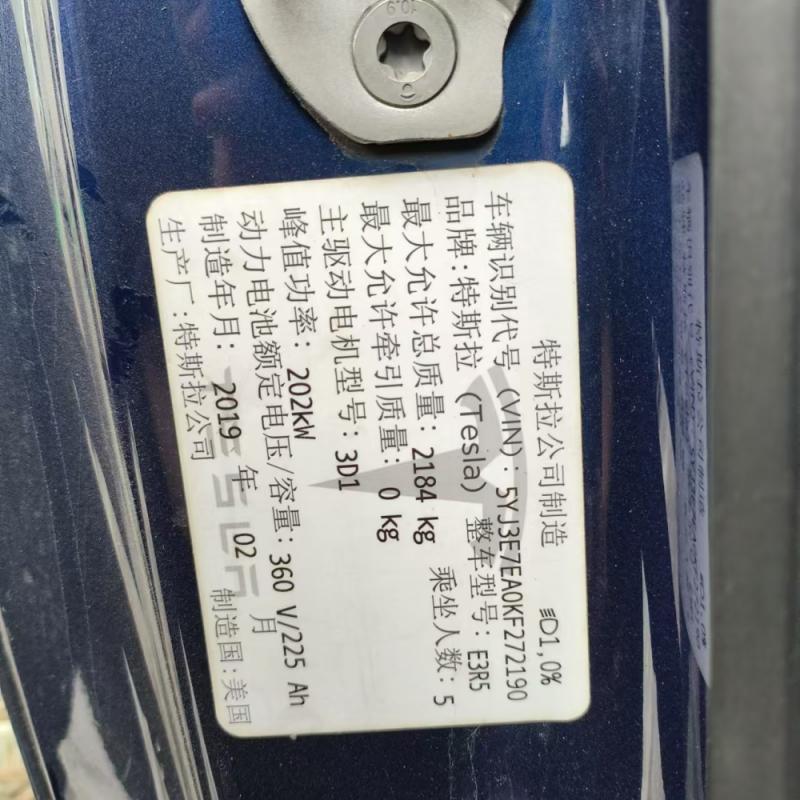 特斯拉公司制造 1,0%
车辆识别代号 (VIN): 5YJ3E7EA0KF272190
品牌:特斯拉 (Tesla) 整车型号: E3R5
最大允许总质量: 2184 kg 乘坐人数: 5
最大允许牵引质量: 0 kg
主驱动电机型号: 3D1
峰值功率: 202kW
动力电池额定电压/容量: 360 V/225 Ah
制造年月: 2019 年 02 月
生产厂:特斯拉公司 制造国:美国
10.9